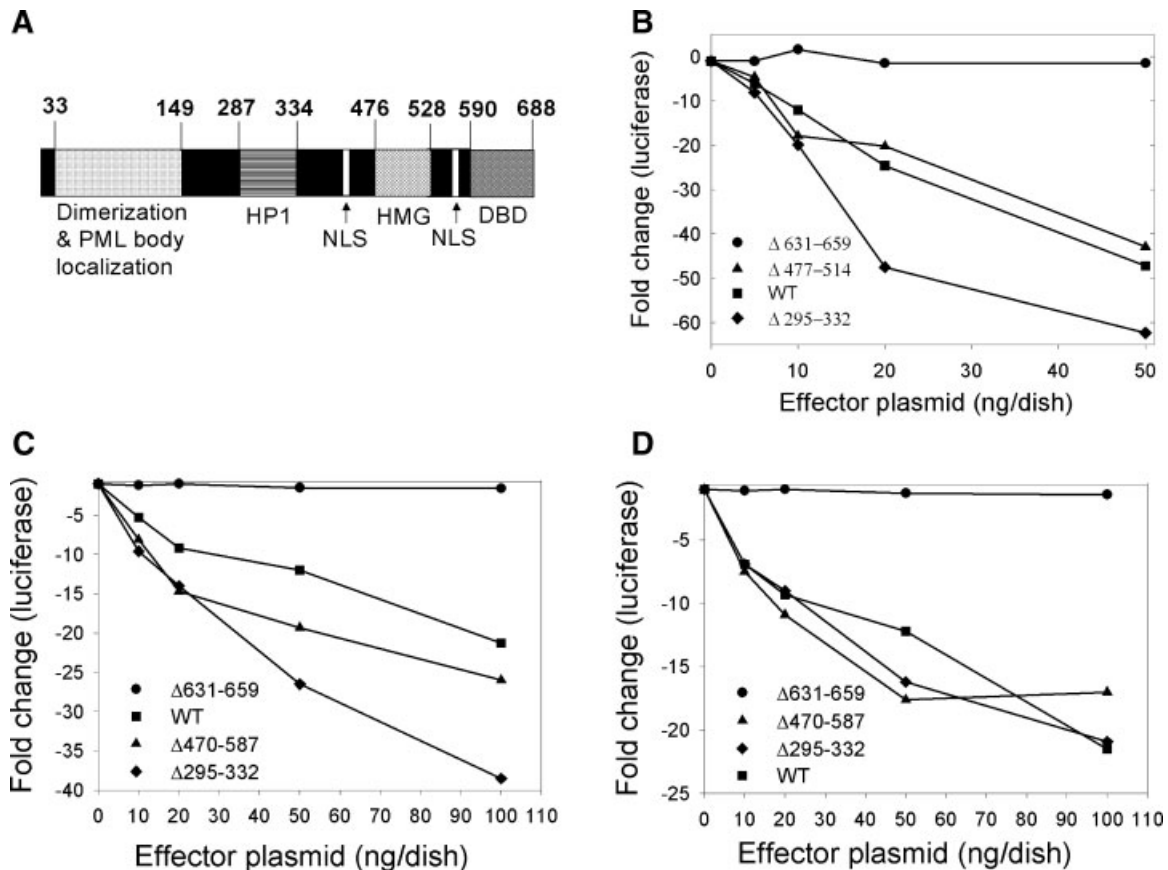 A
33 149 287 334 476 528 590 688
Dimerization
& PML body
localization
HP1
NLS
HMG
NLS
DBD
B
Fold change (luciferase)
0
-10
-20
-30
-40
-50
-60
Δ 631–659
Δ 477–514
WT
Δ 295–332
0 10 20 30 40 50
Effector plasmid (ng/dish)
C
Fold change (luciferase)
-5
-10
-15
-20
-25
-30
-35
-40
Δ631-659
WT
Δ470-587
Δ295-332
0 10 20 30 40 50 60 70 80 90 100 110
Effector plasmid (ng/dish)
D
Fold change (luciferase)
-5
-10
-15
-20
-25
Δ631-659
Δ470-587
Δ295-332
WT
0 10 20 30 40 50 60 70 80 90 100 110
Effector plasmid (ng/dish)